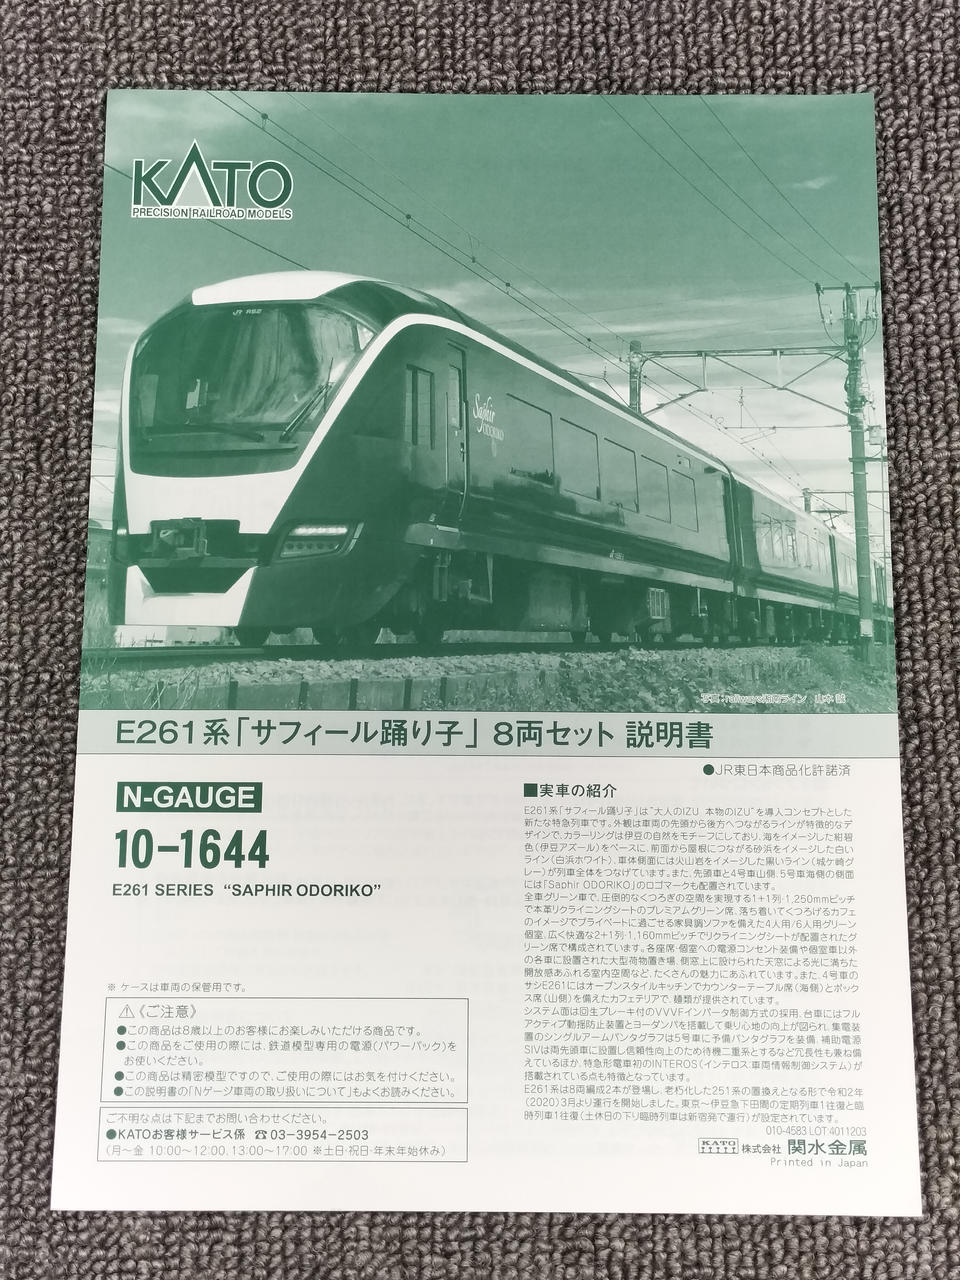 KATO
PRECISION RAILROAD MODELS
Saphir
ODORIKO
写真:railways湘南ライン 山本 誠
E261系「サフィール踊り子」 8両セット 説明書
●JR東日本商品化許諾済
N-GAUGE
10-1644
E261 SERIES “SAPHIR ODORIKO”
※ ケースは車両の保管用です。
⚠《ご注意》
●この商品は8歳以上のお客様にお楽しみいただける商品です。
●この商品をご使用の際には、鉄道模型専用の電源(パワーパック)を
お使いください。
●この商品は精密模型ですので、ご使用の際にはお気を付けください。
●この説明書の「Nゲージ車両の取り扱いについて」もよくお読みください。
ご不明な点は下記までお問い合わせください。
●KATOお客様サービス係 ☎03-3954-2503
(月～金 10:00～12:00、13:00～17:00 ※土日・祝日・年末年始休み)
■実車の紹介
E261系「サフィール踊り子」は"大人のIZU 本物のIZU"を導入コンセプトとした
新たな特急列車です。外観は車両の先頭から後方へつながるラインが特徴的なデ
ザインで、カラーリングは伊豆の自然をモチーフにしており、海をイメージした紺碧
色(伊豆アズール)をベースに、前面から屋根につながる砂浜をイメージした白い
ライン(白浜ホワイト)、車体側面には火山岩をイメージした黒いライン(城ヶ崎グ
レー)が列車全体をつなげています。また、先頭車と4号車山側、5号車海側の側面
には「Saphir ODORIKO」のロゴマークも配置されています。
全車グリーン車で、圧倒的なくつろぎの空間を実現する1+1列・1,250mmピッチ
で本革リクライニングシートのプレミアムグリーン席、落ち着いてくつろげるカフェ
のイメージでプライベートに過ごせる家具調ソファを備えた4人用/6人用グリーン
個室、広く快適な2+1列・1,160mmピッチでリクライニングシートが配置されたグ
リーン席で構成されています。各座席・個室への電源コンセント装備や個室車以外
の各車に設置された大型荷物置き場、側窓上に設けられた天窓による光に満ちた
開放感あふれる室内空間など、たくさんの魅力にあふれています。また、4号車の
サシE261にはオープンスタイルキッチンでカウンターテーブル席(海側)とボック
ス席(山側)を備えたカフェテリアで、麺類が提供されています。
システム面は回生ブレーキ付のVVVFインバータ制御方式の採用、台車にはフル
アクティブ動揺防止装置とヨーダンパを搭載して乗り心地の向上が図られ、集電装
置のシングルアームパンタグラフは5号車に予備パンタグラフを装備、補助電源
SIVは両先頭車に設置し信頼性向上のため待機二重系とするなど冗長性も兼ね備
えているほか、特急形電車初のINTEROS(インテロス:車両情報制御システム)が
搭載されている点も特徴となっています。
E261系は8両編成2本が登場し、老朽化した251系の置換えとなる形で令和2年
(2020)3月より運行を開始しました。東京～伊豆急下田間の定期列車1往復と臨
時列車1往復(土休日の下り臨時列車は新宿発で運行)が設定されています。
010-4583 LOT 4011203
KATO 株式会社 関水金属
Printed in Japan